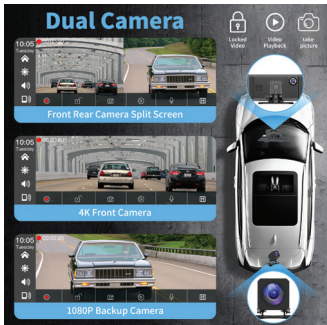 Dual Camera
Locked
Video
Video
Playback
take
picture
10:05
Tuesday
Front Rear Camera Split Screen
10:05
Tuesday
4K Front Camera
10:05
Tuesday
1080P Backup Camera